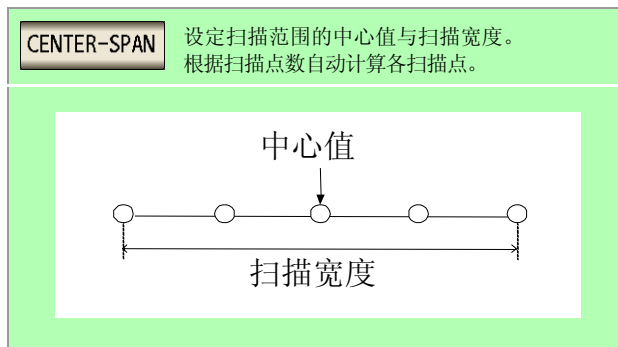 CENTER-SPAN
设定扫描范围的中心值与扫描宽度。
根据扫描点数自动计算各扫描点。
中心值
扫描宽度